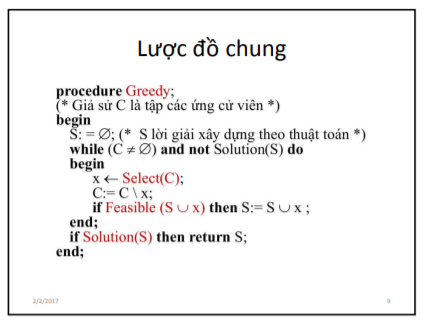 Lược đồ chung
procedure Greedy;
(* Giả sử C là tập các ứng cử viên *)
begin
S: = ∅; (* S lời giải xây dựng theo thuật toán *)
while (C ≠ ∅) and not Solution(S) do
begin
x ← Select(C);
C:= C \ x;
if Feasible (S ∪ x) then S:= S ∪ x ;
end;
if Solution(S) then return S;
end;
2/2/2017
9